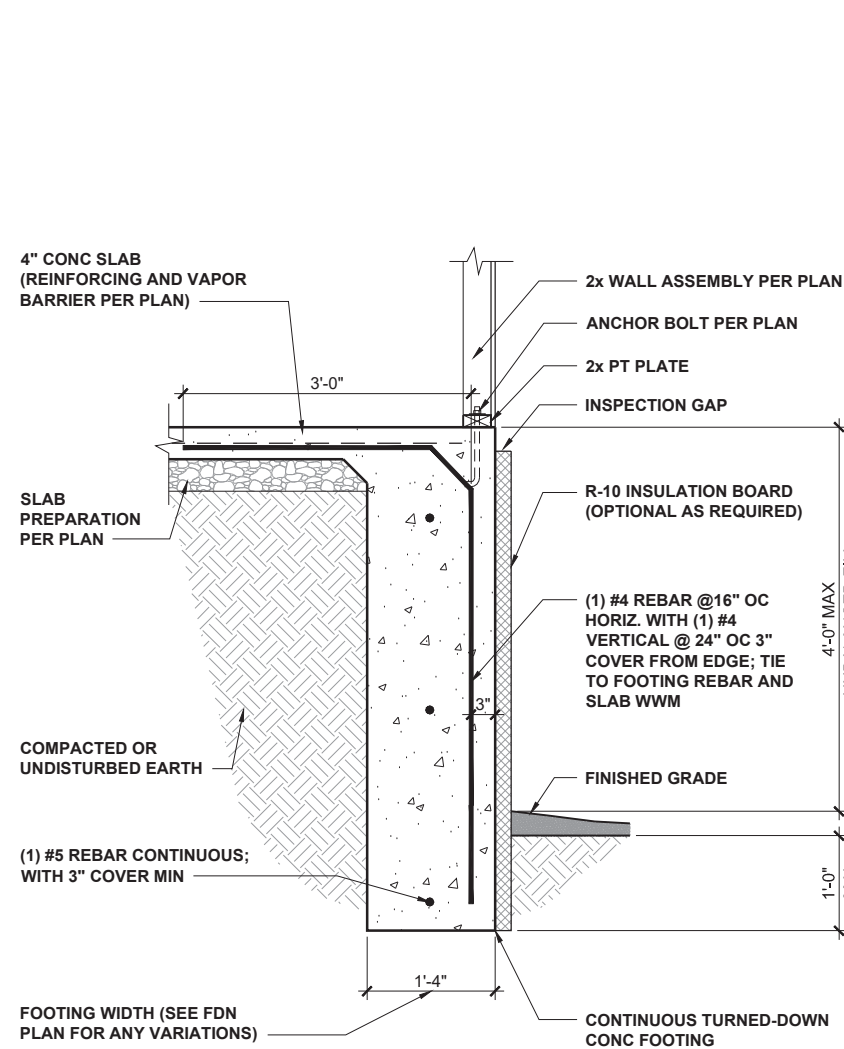 4" CONC SLAB
(REINFORCING AND VAPOR
BARRIER PER PLAN)
3'-0"
2x WALL ASSEMBLY PER PLAN
ANCHOR BOLT PER PLAN
2x PT PLATE
INSPECTION GAP
SLAB
PREPARATION
PER PLAN
R-10 INSULATION BOARD
(OPTIONAL AS REQUIRED)
(1) #4 REBAR @16" OC
HORIZ. WITH (1) #4
VERTICAL @ 24" OC 3"
COVER FROM EDGE; TIE
TO FOOTING REBAR AND
SLAB WWM
4'-0" MAX
3"
COMPACTED OR
UNDISTURBED EARTH
FINISHED GRADE
(1) #5 REBAR CONTINUOUS;
WITH 3" COVER MIN
1'-0"
1'-4"
FOOTING WIDTH (SEE FDN
PLAN FOR ANY VARIATIONS)
CONTINUOUS TURNED-DOWN
CONC FOOTING